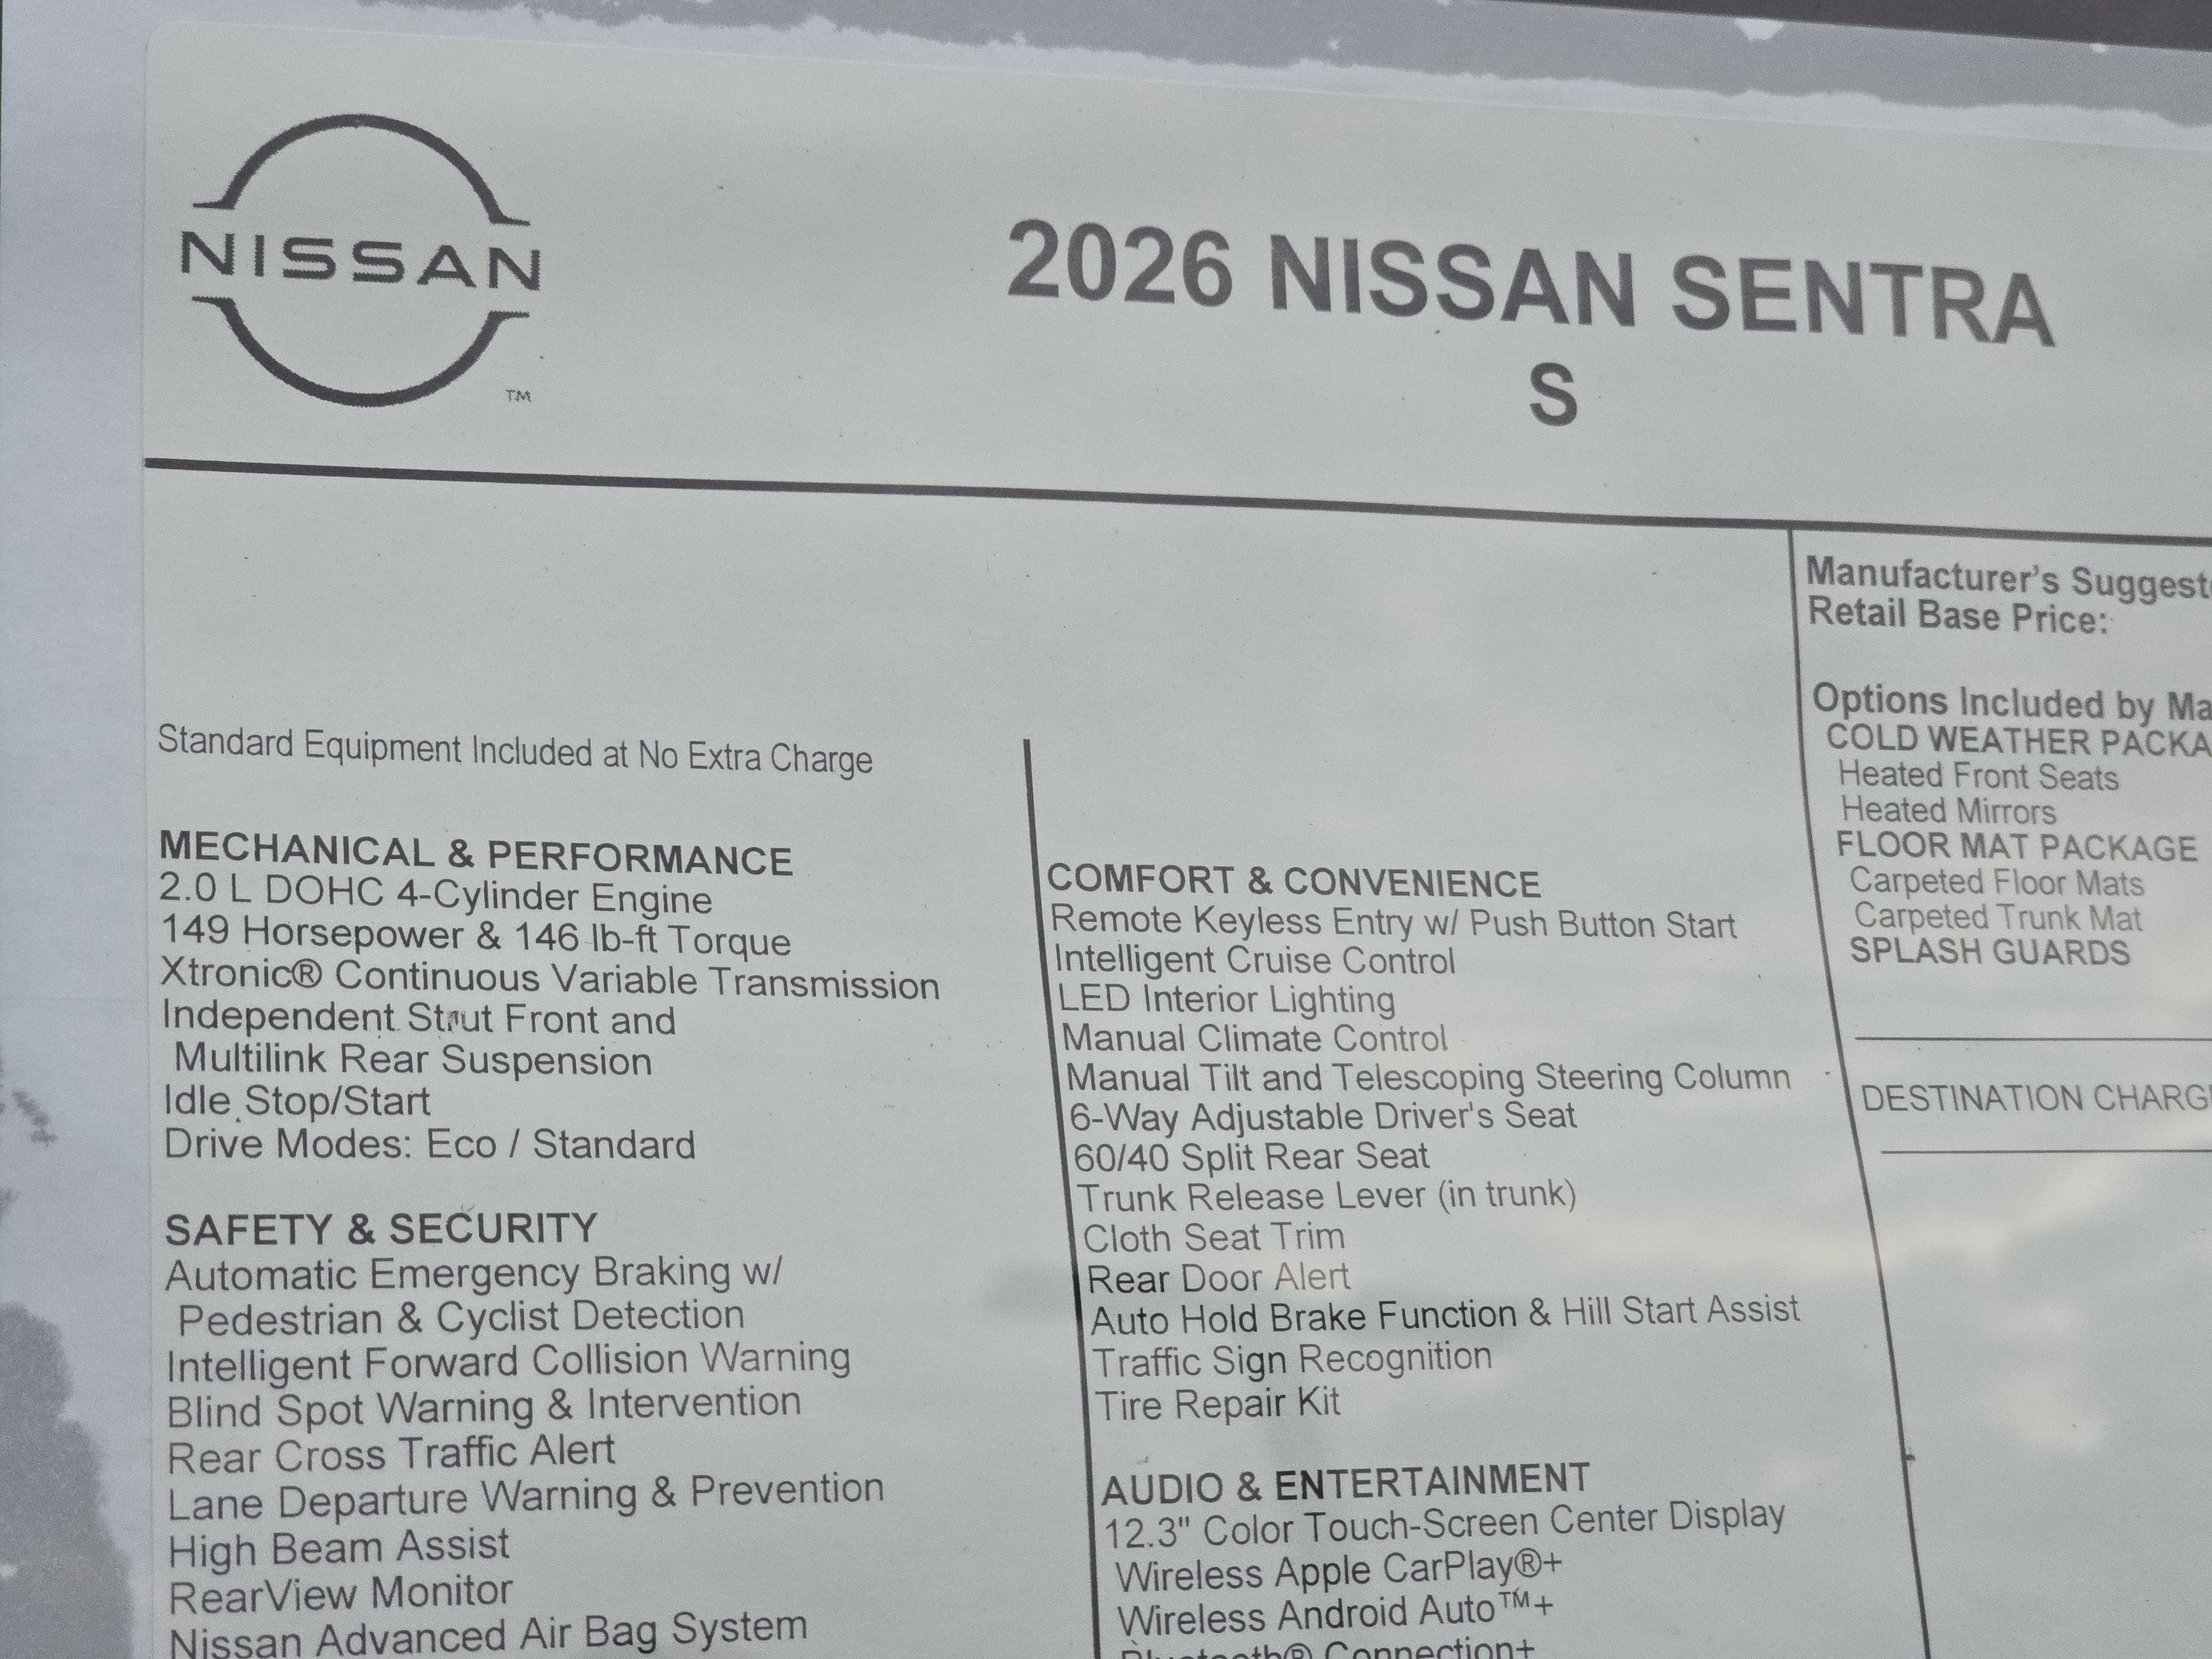 NISSAN
TM
2026 NISSAN SENTRA
S
Standard Equipment Included at No Extra Charge
MECHANICAL & PERFORMANCE
2.0 L DOHC 4-Cylinder Engine
149 Horsepower & 146 lb-ft Torque
Xtronic® Continuous Variable Transmission
Independent Strut Front and
Multilink Rear Suspension
Idle Stop/Start
Drive Modes: Eco / Standard
SAFETY & SECURITY
Automatic Emergency Braking w/
Pedestrian & Cyclist Detection
Intelligent Forward Collision Warning
Blind Spot Warning & Intervention
Rear Cross Traffic Alert
Lane Departure Warning & Prevention
High Beam Assist
RearView Monitor
Nissan Advanced Air Bag System
COMFORT & CONVENIENCE
Remote Keyless Entry w/ Push Button Start
Intelligent Cruise Control
LED Interior Lighting
Manual Climate Control
Manual Tilt and Telescoping Steering Column
6-Way Adjustable Driver's Seat
60/40 Split Rear Seat
Trunk Release Lever (in trunk)
Cloth Seat Trim
Rear Door Alert
Auto Hold Brake Function & Hill Start Assist
Traffic Sign Recognition
Tire Repair Kit
AUDIO & ENTERTAINMENT
12.3" Color Touch-Screen Center Display
Wireless Apple CarPlay®+
Wireless Android Auto™+
Bluetooth® Connection+
Manufacturer's Suggest
Retail Base Price:
Options Included by Ma
COLD WEATHER PACKA
Heated Front Seats
Heated Mirrors
FLOOR MAT PACKAGE
Carpeted Floor Mats
Carpeted Trunk Mat
SPLASH GUARDS
DESTINATION CHARG